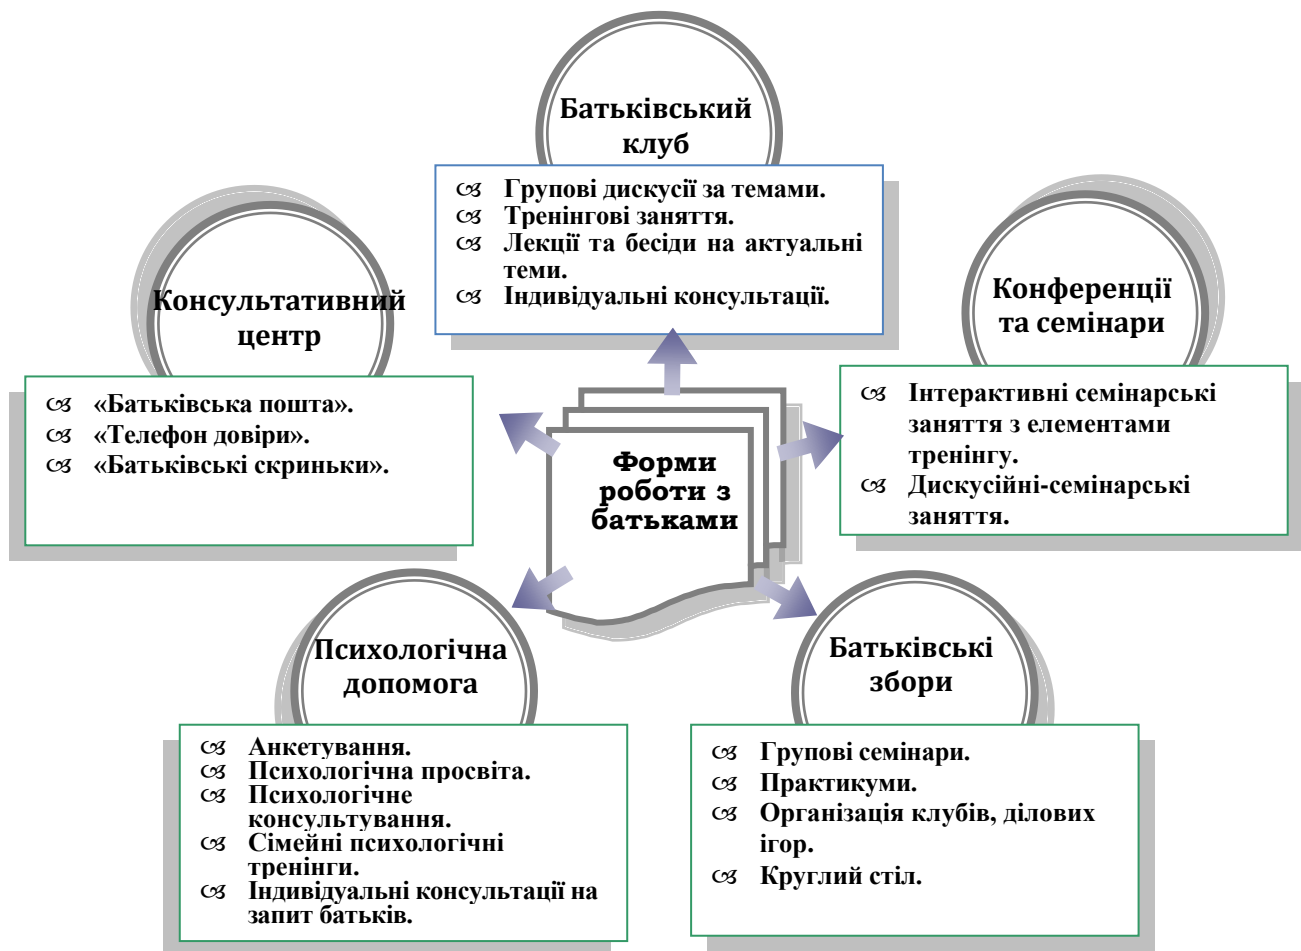 Батьківський
клуб
Групові дискусії за темами.
Тренінгові заняття.
Лекції та бесіди на актуальні
теми.
Індивідуальні консультації.
Консультативний
центр
«Батьківська пошта».
«Телефон довіри».
«Батьківські скриньки».
Конференції
та семінари
Інтерактивні семінарські
заняття з елементами
тренінгу.
Дискусійні-семінарські
заняття.
Форми
роботи з
батьками
Психологічна
допомога
Анкетування.
Психологічна просвіта.
Психологічне
консультування.
Сімейні психологічні
тренінги.
Індивідуальні консультації на
запит батьків.
Батьківські
збори
Групові семінари.
Практикуми.
Організація клубів, ділових
ігор.
Круглий стіл.